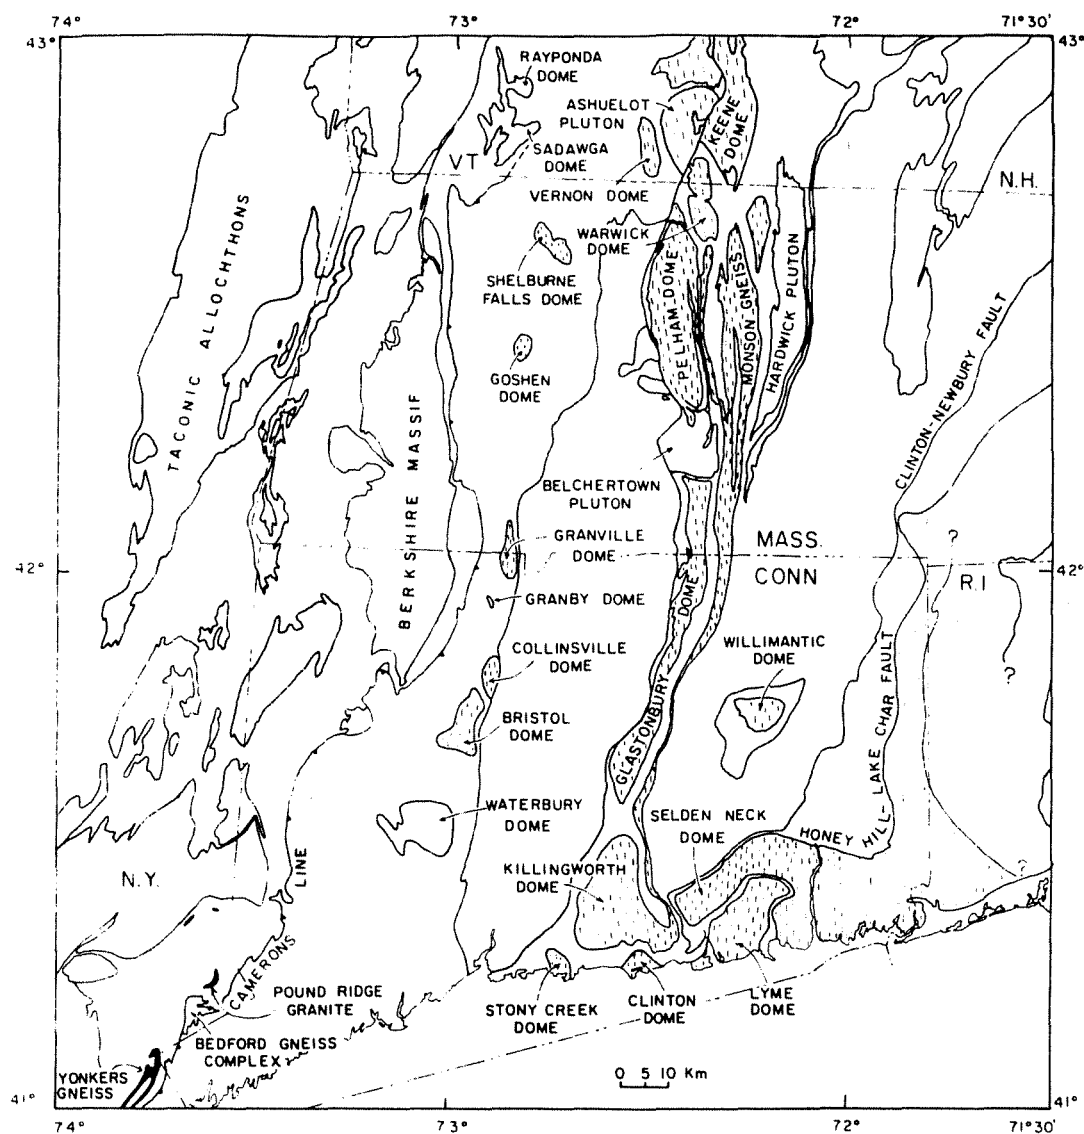 74°
73°
72°
71°30'
43°
43°
RAYPONDA
DOME
ASHUELOT
PLUTON
KEENE
DOME
VT.
SADAWGA
DOME
VERNON DOME
N.H.
WARWICK
DOME
SHELBURNE
FALLS DOME
PELHAM DOME
MONSON GNEISS
HARDWICK PLUTON
TACONIC ALLOCHTHONS
GOSHEN
DOME
BERKSHIRE MASSIF
CLINTON-NEWBURY FAULT
BELCHERTOWN
PLUTON
GRANVILLE
DOME
MASS.
CONN
?
42°
42°
R.I
GRANBY DOME
COLLINSVILLE
DOME
WILLIMANTIC
DOME
?
BRISTOL
DOME
GLASTONBURY
DOME
HONEY HILL-LAKE CHAR FAULT
WATERBURY
DOME
SELDEN NECK
DOME
N.Y.
KILLINGWORTH
DOME
?
CAMERONS
LINE
POUND RIDGE
GRANITE
STONY CREEK
DOME
CLINTON
DOME
LYME
DOME
BEDFORD GNEISS
COMPLEX
YONKERS
GNEISS
0 5 10 Km
41°
41°
74°
73°
72°
71°30'